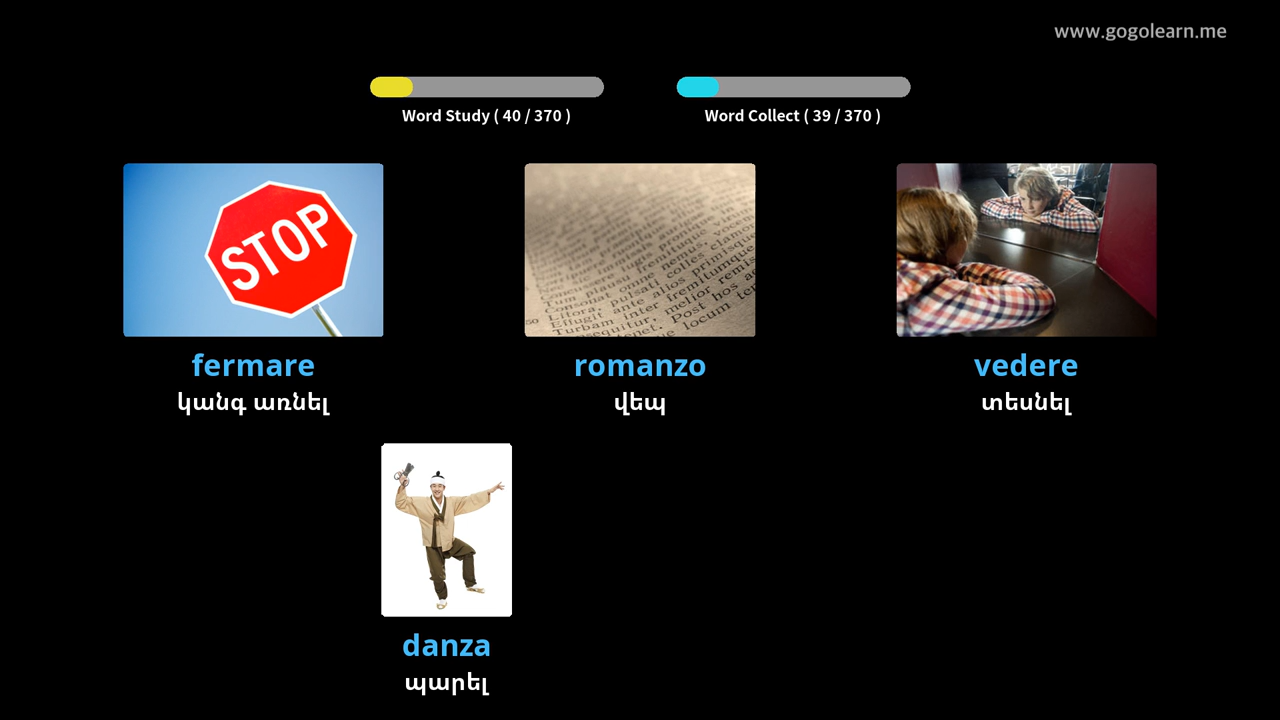 www.gogolearn.me
Word Study ( 40 / 370 )
Word Collect ( 39 / 370 )
STOP
fermare
կանգ առնել
romanzo
վեպ
vedere
տեսնել
danza
պարել